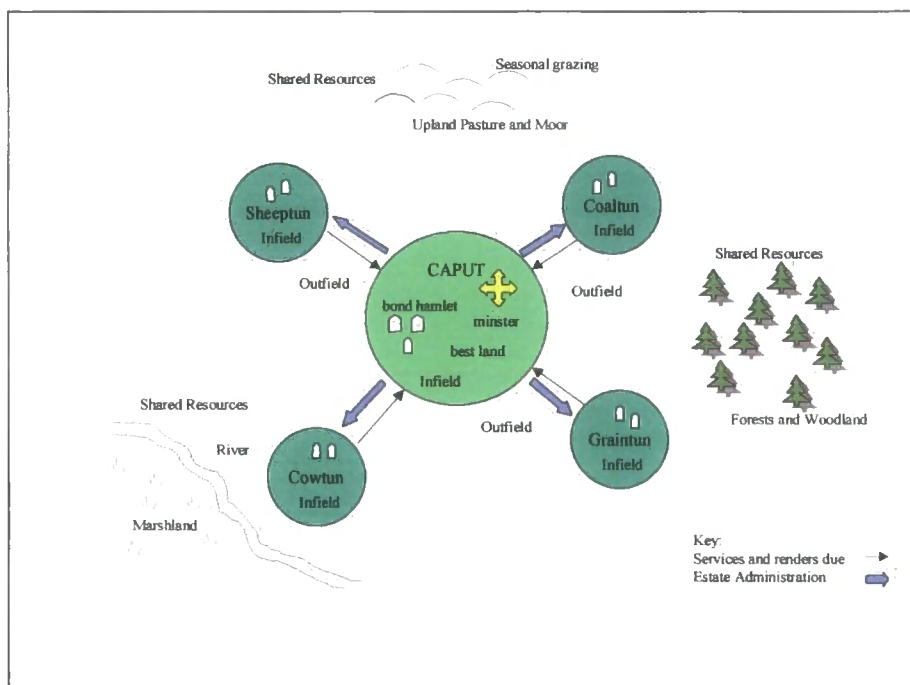 Seasonal grazing
Shared Resources
Upland Pasture and Moor
Sheeptun
Infield
Coaltun
Infield
Outfield
CAPUT
bond hamlet
minster
best land
Infield
Outfield
Shared Resources
Forests and Woodland
Shared Resources
River
Marshland
Cowtun
Infield
Outfield
Graintun
Infield
Key:
Services and renders due
Estate Administration